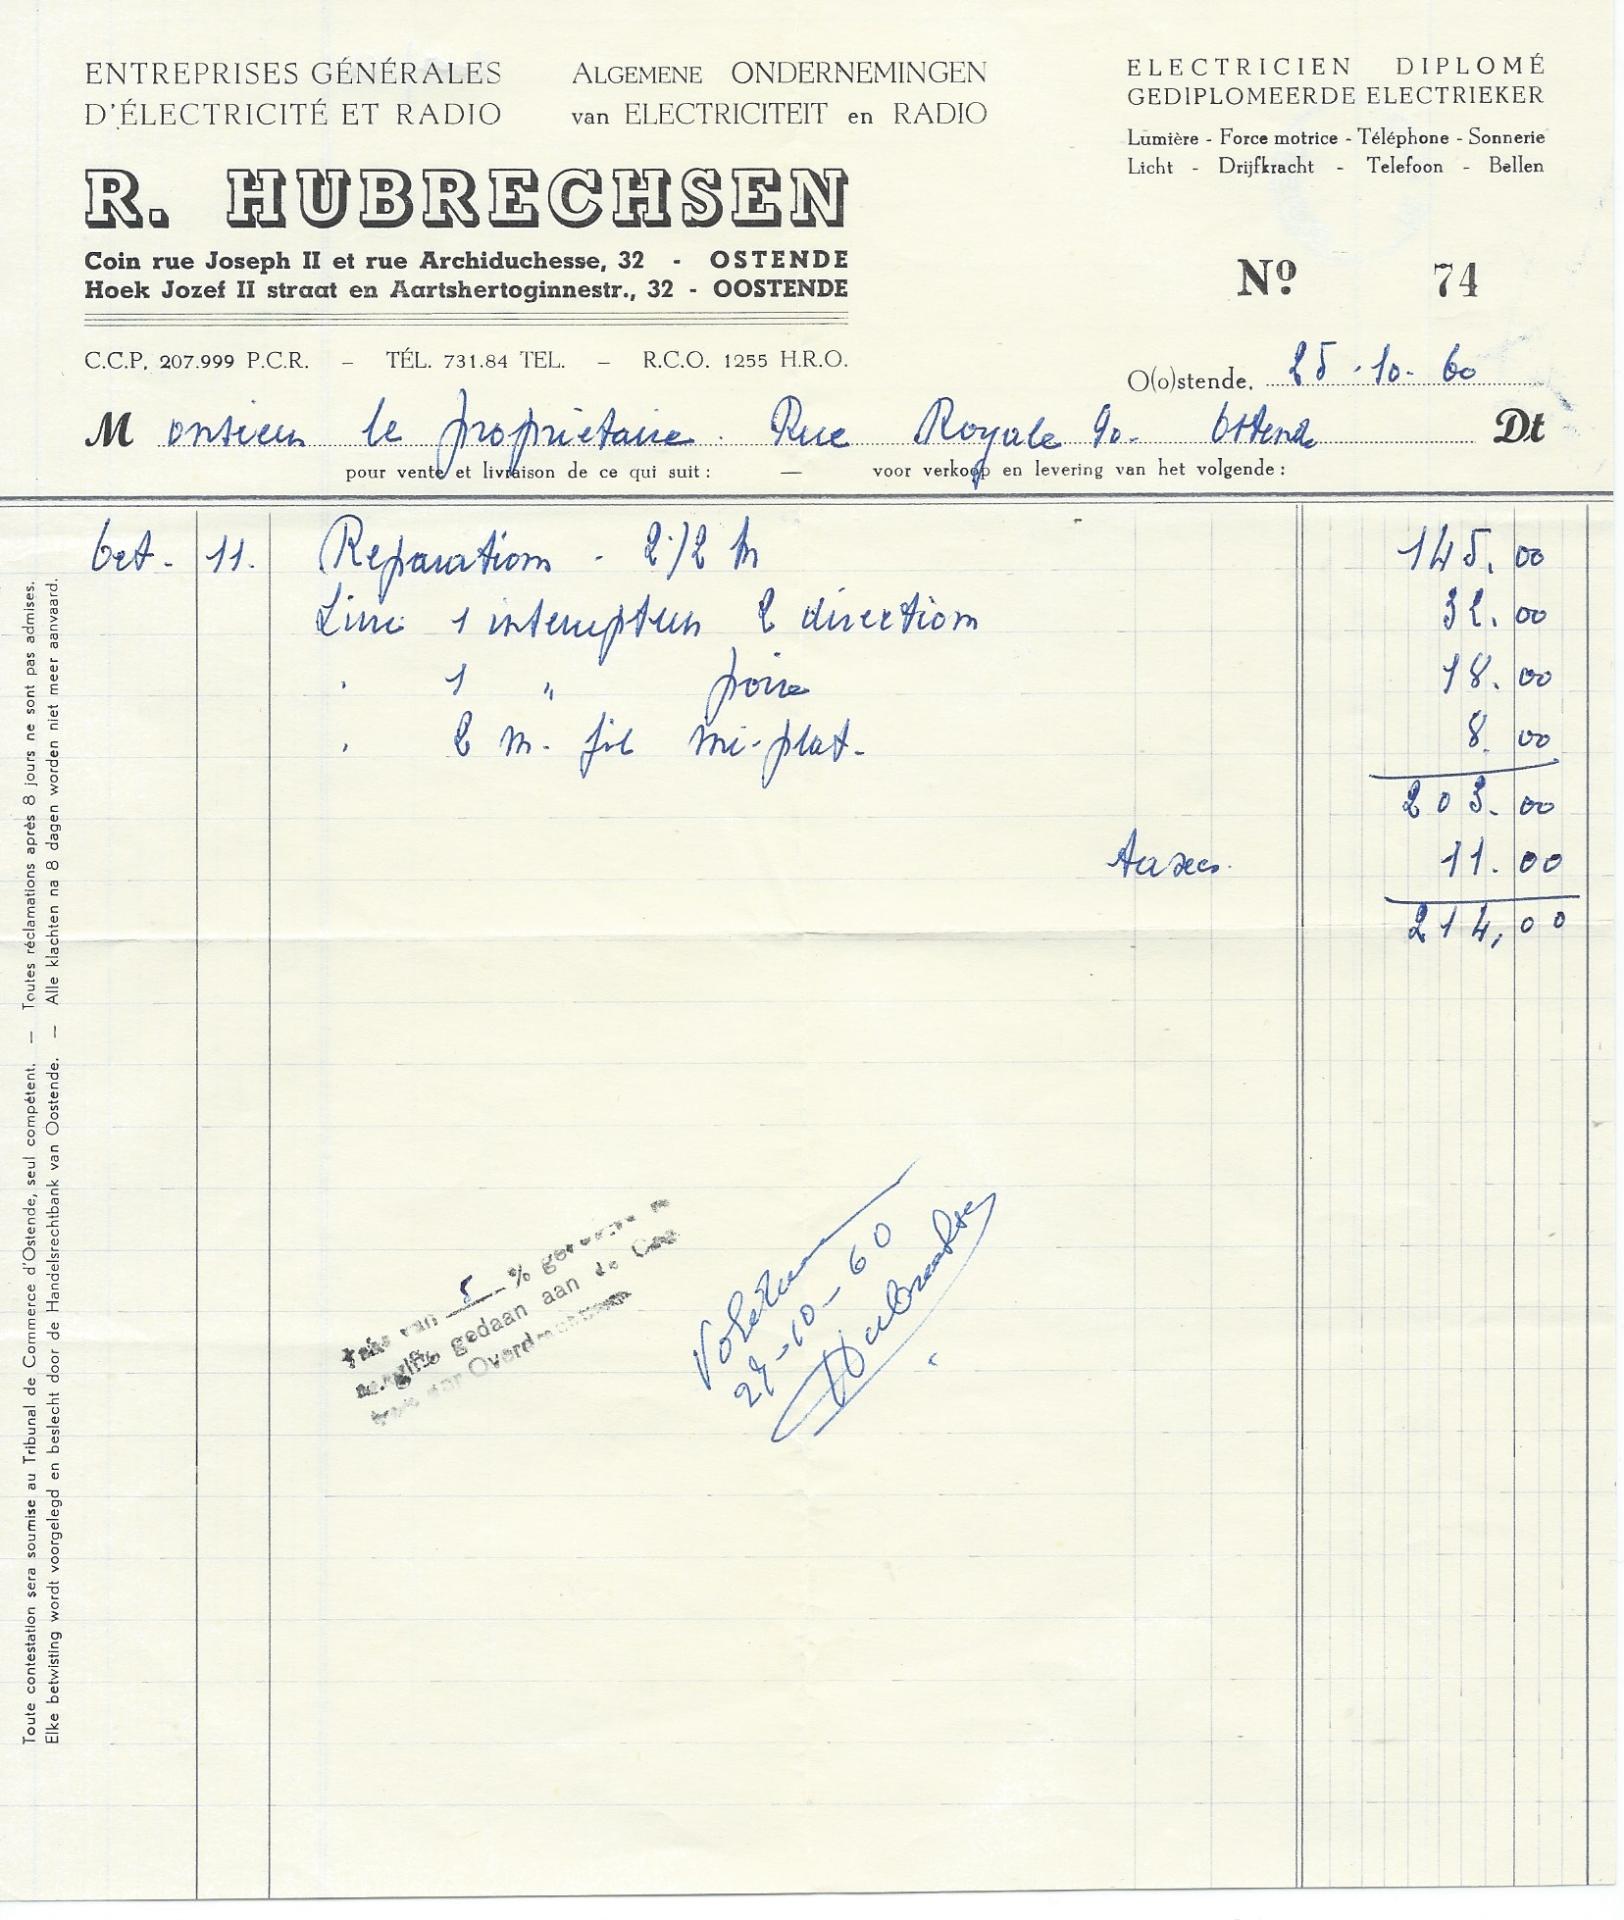 ENTREPRISES GÉNÉRALES
D'ÉLECTRICITÉ ET RADIO
ALGEMENE ONDERNEMINGEN
van ELECTRICITEIT en RADIO
ELECTRICIEN DIPLOMÉ
GEDIPLOMEERDE ELECTRIEKER
Lumière - Force motrice - Téléphone - Sonnerie
Licht - Drijfkracht - Telefoon - Bellen
R. HUBRECHSEN
Coin rue Joseph II et rue Archiduchesse, 32 - OSTENDE
Hoek Jozef II straat en Aartshertoginnestr., 32 - OOSTENDE
Nº 74
C.C.P. 207.999 P.C.R. - TÉL. 731.84 TEL. - R.C.O. 1255 H.R.O.
O(o)stende, 25.10.60
Monsieur le propriétaire. Rue Royale 90. Ostende Dt
pour vente et livraison de ce qui suit : — voor verkoop en levering van het volgende :
Oct. 11. Reparations - 2 1/2 h 145.00
Livré 1 interrupteur 2 direction 32.00
" 1 " poire 18.00
" 2 m. fil mi-plat. 8.00
203.00
taxes. 11.00
214,00
Taks van 5 %
aangifte gedaan aan de
voor
29-10-60
Hubrechsen
Toute contestation sera soumise au Tribunal de Commerce d'Ostende, seul compétent. — Toutes réclamations après 8 jours ne sont pas admises.
Elke betwisting wordt voorgelegd en beslecht door de Handelsrechtbank van Oostende. — Alle klachten na 8 dagen worden niet meer aanvaard.